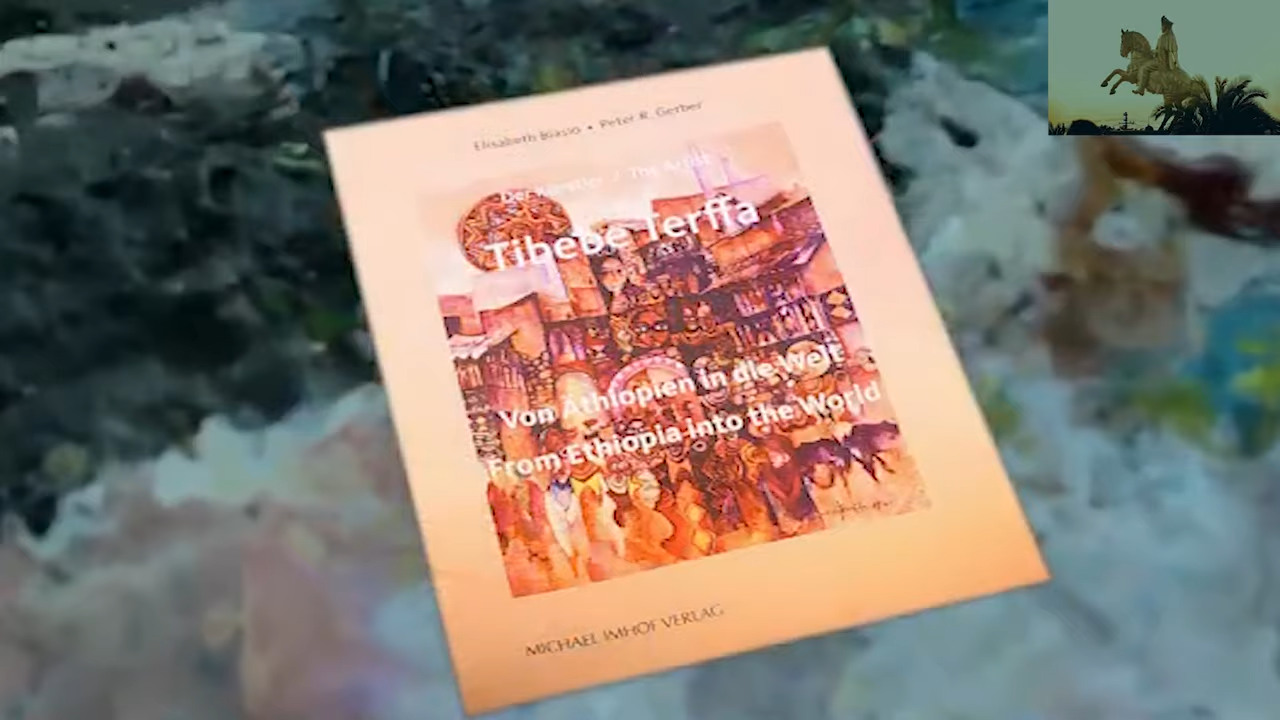 Elisabeth Biasio • Peter R. Gerber
Der Künstler / The Artist
Tibebe Terffa
Von Äthiopien in die Welt
From Ethiopia into the World
MICHAEL IMHOF VERLAG